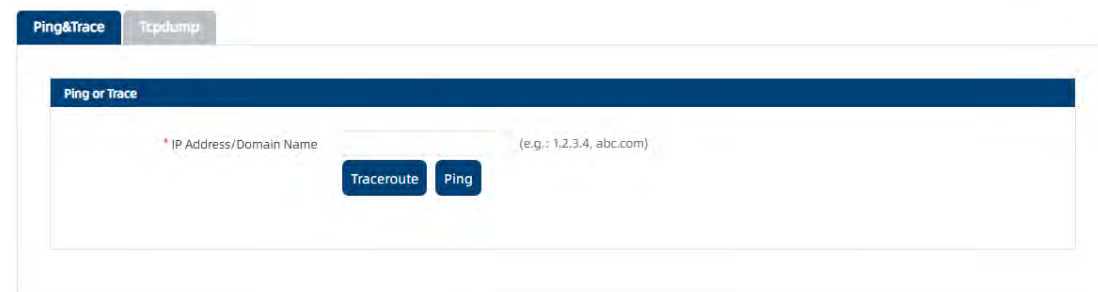 Ping&Trace Tcpdump
Ping or Trace
* IP Address/Domain Name (e.g.: 1.2.3.4, abc.com)
Traceroute Ping